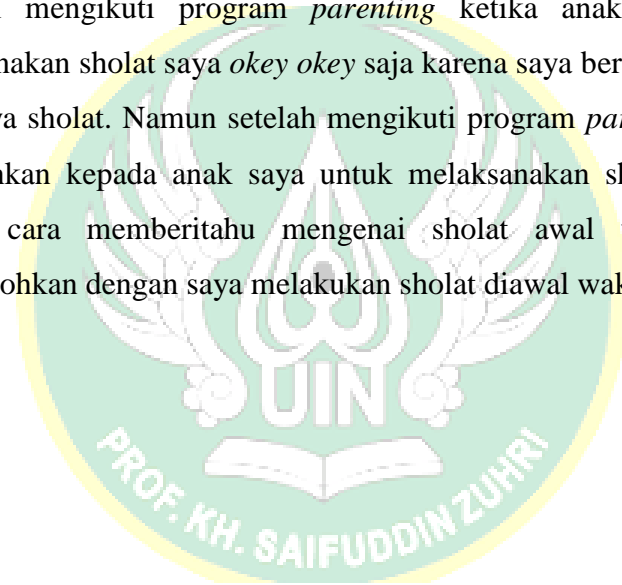 mengikuti program parenting ketika anak
nakan sholat saya okey okey saja karena saya ber
a sholat. Namun setelah mengikuti program pa
kan kepada anak saya untuk melaksanakan sh
cara memberitahu mengenai sholat awal
ohkan dengan saya melakukan sholat diawal wak
UIN
PROF. KH. SAIFUDDIN ZUHRI